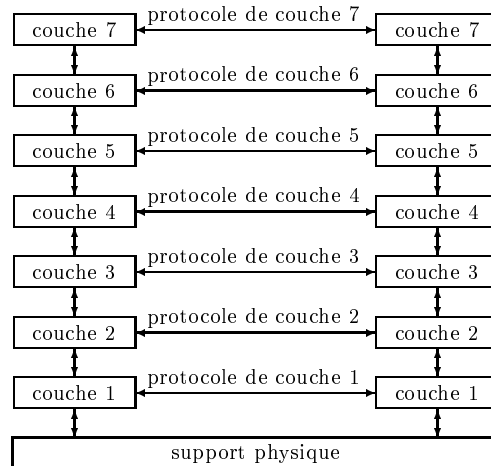 protocole de couche 7
couche 7 couche 7
protocole de couche 6
couche 6 couche 6
protocole de couche 5
couche 5 couche 5
protocole de couche 4
couche 4 couche 4
protocole de couche 3
couche 3 couche 3
protocole de couche 2
couche 2 couche 2
protocole de couche 1
couche 1 couche 1
support physique